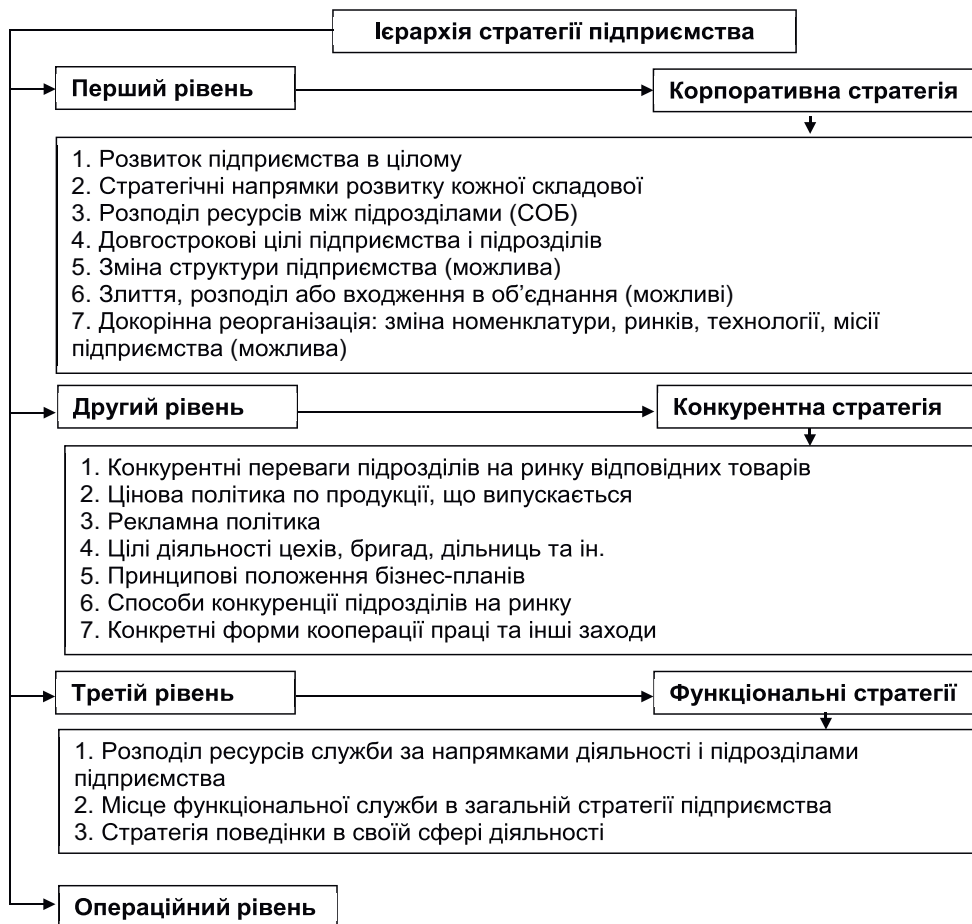 Ієрархія стратегії підприємства
Перший рівень
Корпоративна стратегія
1. Розвиток підприємства в цілому
2. Стратегічні напрямки розвитку кожної складової
3. Розподіл ресурсів між підрозділами (СОБ)
4. Довгострокові цілі підприємства і підрозділів
5. Зміна структури підприємства (можлива)
6. Злиття, розподіл або входження в об’єднання (можливі)
7. Докорінна реорганізація: зміна номенклатури, ринків, технології, місії
підприємства (можлива)
Другий рівень
Конкурентна стратегія
1. Конкурентні переваги підрозділів на ринку відповідних товарів
2. Цінова політика по продукції, що випускається
3. Рекламна політика
4. Цілі діяльності цехів, бригад, дільниць та ін.
5. Принципові положення бізнес-планів
6. Способи конкуренції підрозділів на ринку
7. Конкретні форми кооперації праці та інші заходи
Третій рівень
Функціональні стратегії
1. Розподіл ресурсів служби за напрямками діяльності і підрозділами
підприємства
2. Місце функціональної служби в загальній стратегії підприємства
3. Стратегія поведінки в своїй сфері діяльності
Операційний рівень